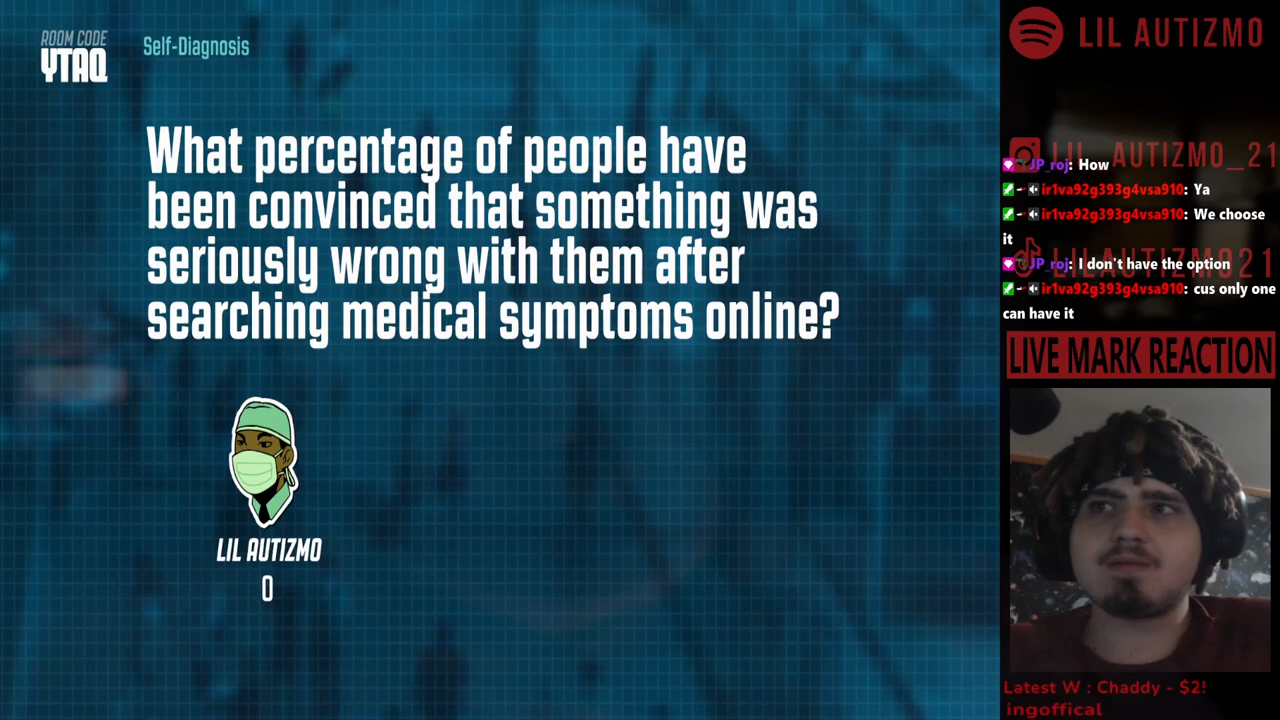 ROOM CODE
YTAQ
Self-Diagnosis
What percentage of people have
been convinced that something was
seriously wrong with them after
searching medical symptoms online?
LIL AUTIZMO
0
LIL AUTIZMO
LIL_AUTIZMO_21
JP_roj: How
ir1va92g393g4vsa910: Ya
ir1va92g393g4vsa910: We choose
it
LILAUTIZMO21
JP_roj: I don't have the option
ir1va92g393g4vsa910: cus only one
can have it
LIVE MARK REACTION
Latest W : Chaddy - $2!
ingoffical